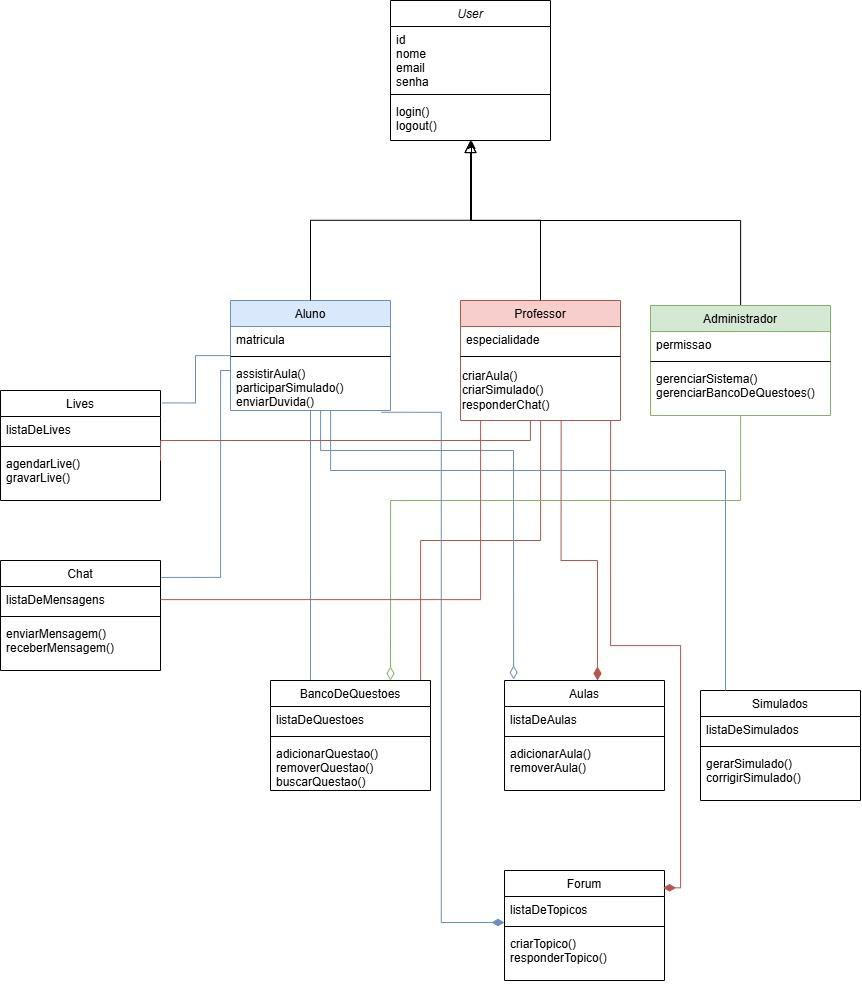 User
id
nome
email
senha
login()
logout()
Aluno
matricula
assistirAula()
participarSimulado()
enviarDuvida()
Professor
especialidade
criarAula()
criarSimulado()
responderChat()
Administrador
permissao
gerenciarSistema()
gerenciarBancoDeQuestoes()
Lives
listaDeLives
agendarLive()
gravarLive()
Chat
listaDeMensagens
enviarMensagem()
receberMensagem()
BancoDeQuestoes
listaDeQuestoes
adicionarQuestao()
removerQuestao()
buscarQuestao()
Aulas
listaDeAulas
adicionarAula()
removerAula()
Simulados
listaDeSimulados
gerarSimulado()
corrigirSimulado()
Forum
listaDeTopicos
criarTopico()
responderTopico()